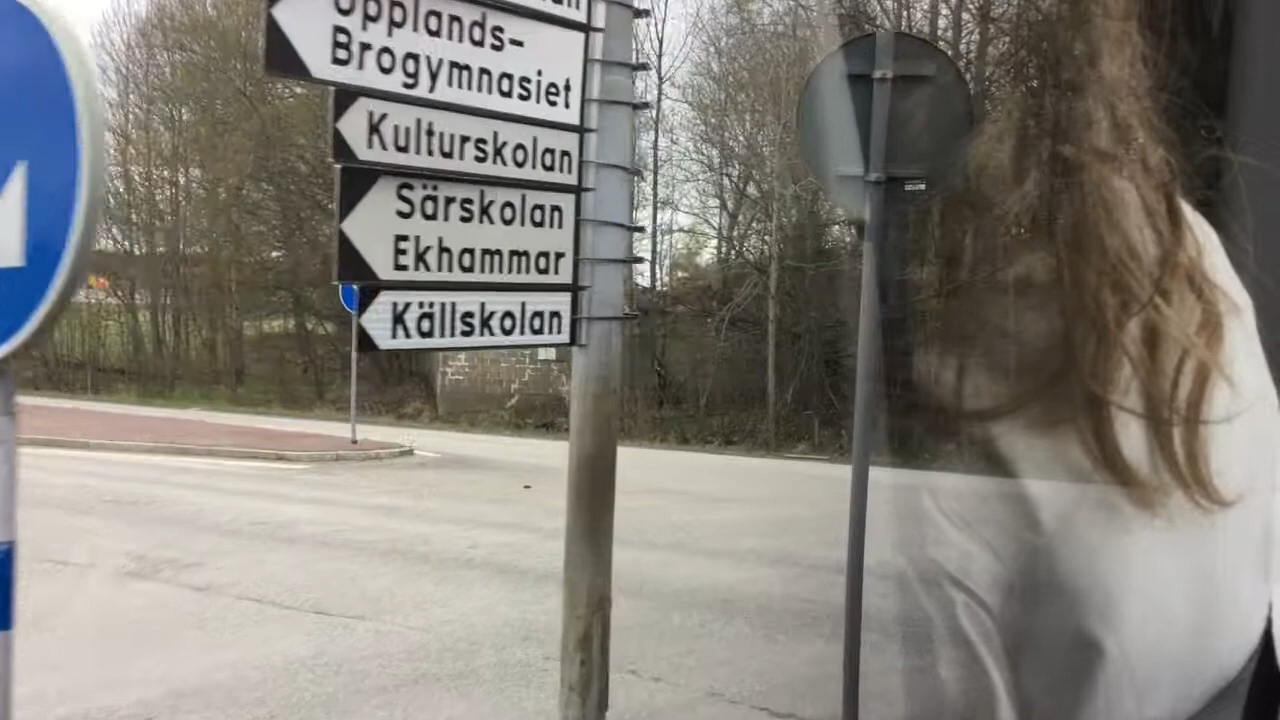 Upplands-
Brogymnasiet
Kulturskolan
Särskolan
Ekhammar
Källskolan